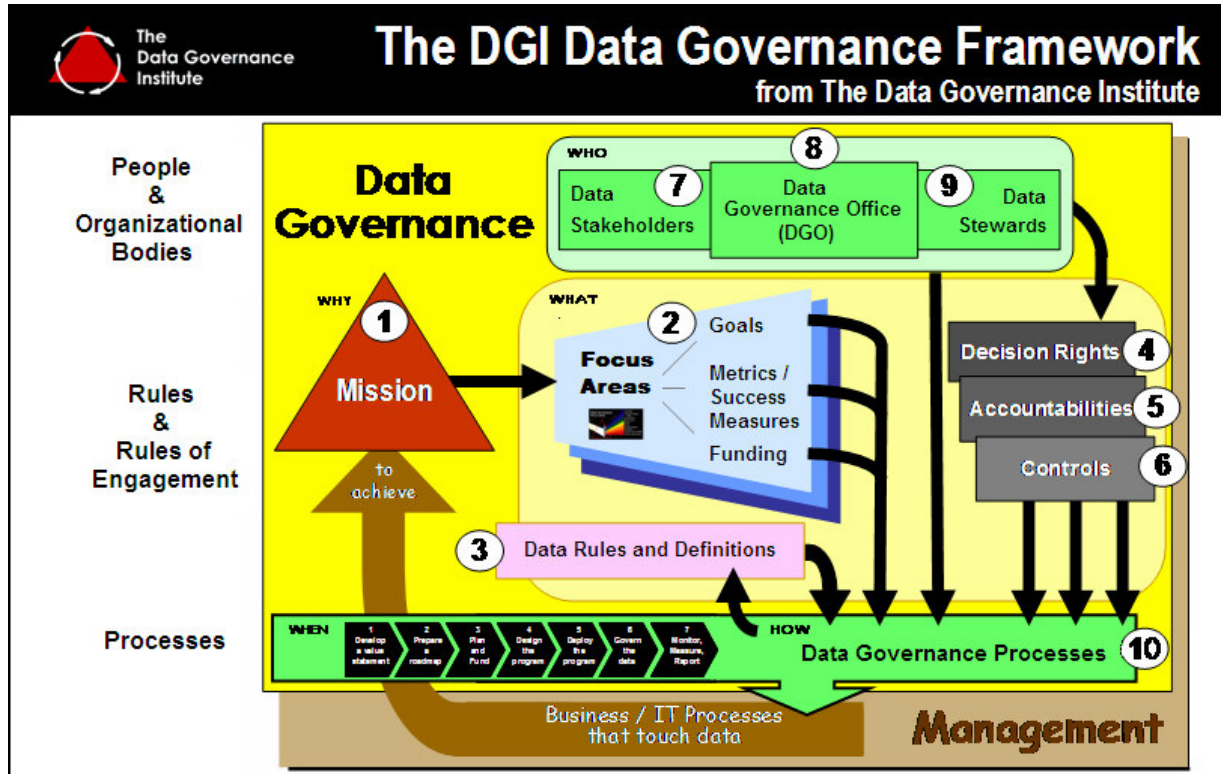 The
Data Governance
Institute
The DGI Data Governance Framework
from The Data Governance Institute
People
&
Organizational
Bodies
Rules
&
Rules of
Engagement
Processes
Data
Governance
WHO
8
7
Data
Stakeholders
Data
Governance Office
(DGO)
9
Data
Stewards
WHY
1
Mission
to
achieve
WHAT
2
Focus
Areas
Goals
Metrics /
Success
Measures
Funding
Decision Rights
4
Accountabilities
5
Controls
6
3
Data Rules and Definitions
WHEN
1
Develop
a value
statement
2
Prepare
a
roadmap
3
Plan
and
Fund
4
Design
the
program
5
Deploy
the
program
6
Govern
the
data
7
Monitor,
Measure,
Report
HOW
Data Governance Processes
10
Business / IT Processes
that touch data
Management